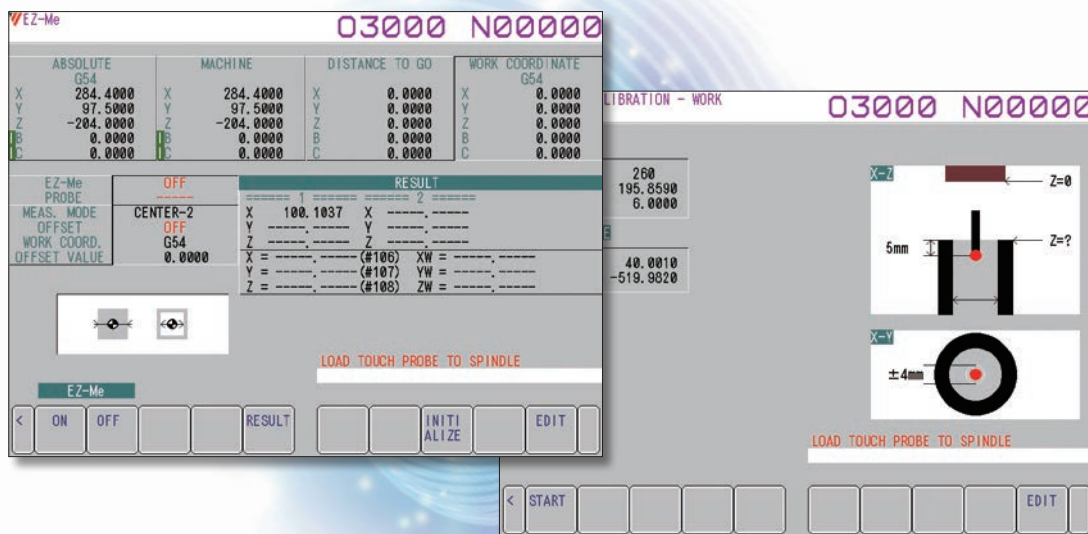 EZ-Me
O3000 N00000
ABSOLUTE MACHINE DISTANCE TO GO WORK COORDINATE
G54 G54
X 284.4000 X 284.4000 X 0.0000 X 0.0000
Y 97.5000 Y 97.5000 Y 0.0000 Y 0.0000
Z -204.0000 Z -204.0000 Z 0.0000 Z 0.0000
I B 0.0000 I B 0.0000 B 0.0000 B 0.0000
I C 0.0000 I C 0.0000 C 0.0000 C 0.0000
EZ-Me OFF
PROBE -----
MEAS. MODE CENTER-2
OFFSET OFF
WORK COORD. G54
OFFSET VALUE 0.0000
RESULT
====== 1 ====== ====== 2 ======
X 100.1037 X -----.-----
Y -----.----- Y -----.-----
Z -----.----- Z -----.-----
X = -----.-----(#106) XW = -----.-----
Y = -----.-----(#107) YW = -----.-----
Z = -----.-----(#108) ZW = -----.-----
LOAD TOUCH PROBE TO SPINDLE
EZ-Me
< ON OFF RESULT INITI EDIT
ALIZE
LIBRATION - WORK
O3000 N00000
260
195.8590
6.0000
40.0010
-519.9820
X-Z
Z=0
Z=?
5mm
X-Y
±4mm
LOAD TOUCH PROBE TO SPINDLE
< START EDIT